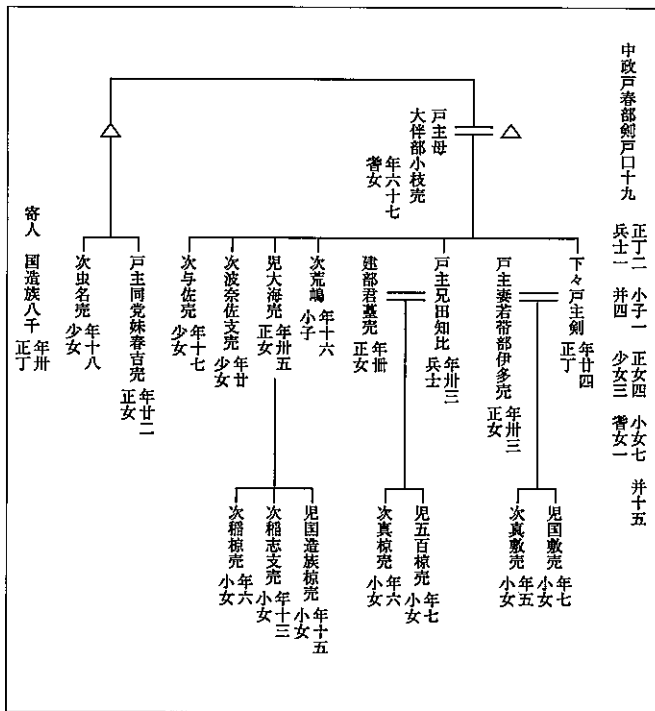 中政戸春部釼戸口十九
正丁二 小子一 正女四 小女七 并十五
兵士一 并四 少女三 耆女一
戸主母
大伴部小枝売
年六十七
耆女
下々戸主釼
年廿四
正丁
戸主妻若帯部伊多売
年卅三
正女
戸主兄田知比
年卅三
兵士
建部君墓売
年卌
正女
次荒嶋
年十六
小子
児大海売
年卅五
正女
次波奈佐支売
年廿
少女
次与佐売
年十七
少女
戸主同党妹春吉売
年廿二
正女
次虫名売
年十八
少女
寄人 国造族八千
年卅
正丁
児国敷売
年七
小女
次真敷売
年五
小女
児五百椋売
年七
小女
次真椋売
年六
小女
児国造族椋売
年十五
小女
次稲志支売
年十三
小女
次稲椋売
年六
小女